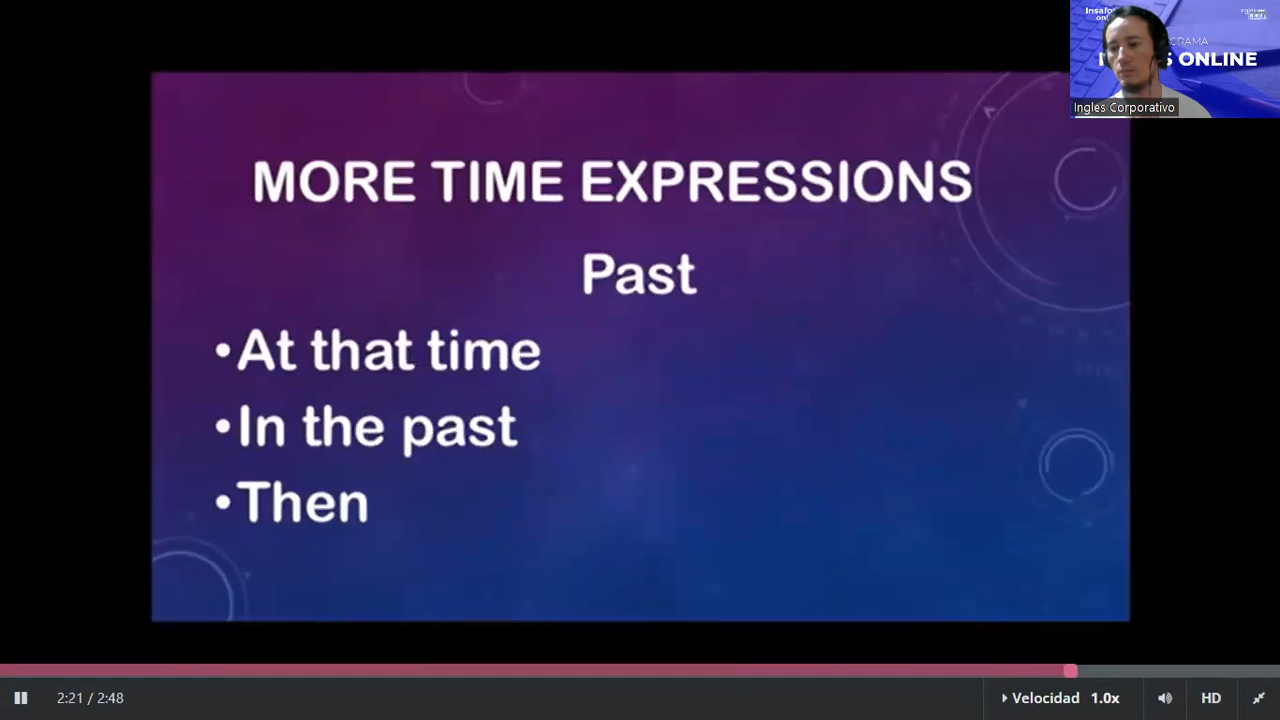 MORE TIME EXPRESSIONS
Past
•At that time
•In the past
•Then
ONLINE
Ingles Corporativo
2:21 / 2:48
Velocidad 1.0x
HD